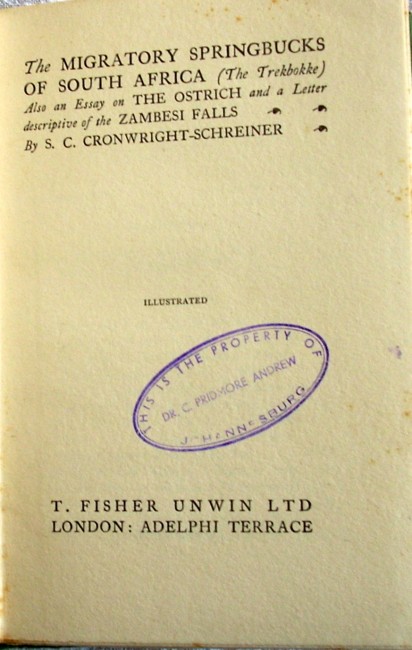 The MIGRATORY SPRINGBUCKS
OF SOUTH AFRICA (The Trekbokke)
Also an Essay on THE OSTRICH and a Letter
descriptive of the ZAMBESI FALLS
By S. C. CRONWRIGHT-SCHREINER
ILLUSTRATED
THIS IS THE PROPERTY OF
DR. C. PRIDMORE ANDREW
JOHANNESBURG
T. FISHER UNWIN LTD
LONDON: ADELPHI TERRACE